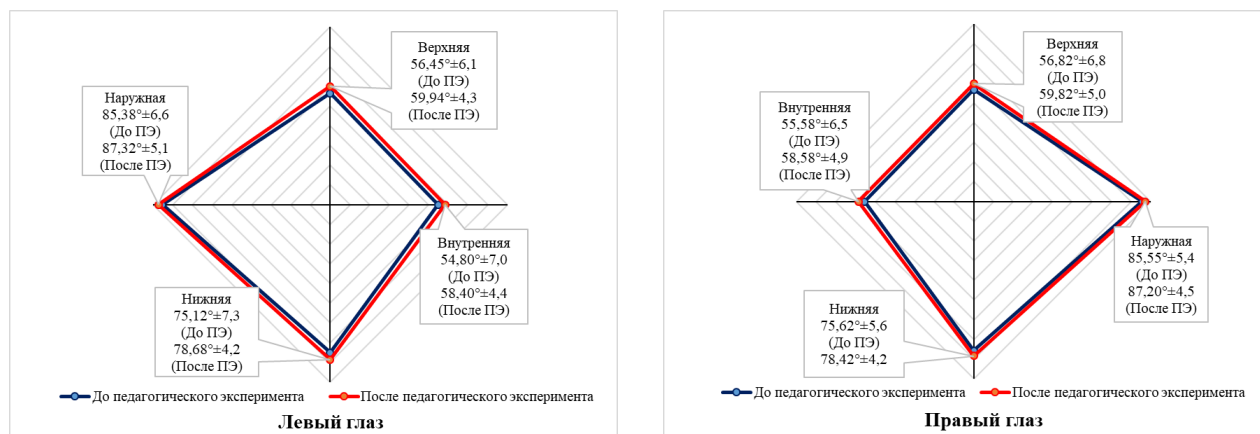 Верхняя
56,45°±6,1
(До ПЭ)
59,94°±4,3
(После ПЭ)
Наружная
85,38°±6,6
(До ПЭ)
87,32°±5,1
(После ПЭ)
Внутренняя
54,80°±7,0
(До ПЭ)
58,40°±4,4
(После ПЭ)
Нижняя
75,12°±7,3
(До ПЭ)
78,68°±4,2
(После ПЭ)
До педагогического эксперимента
После педагогического эксперимента
Левый глаз
Верхняя
56,82°±6,8
(До ПЭ)
59,82°±5,0
(После ПЭ)
Внутренняя
55,58°±6,5
(До ПЭ)
58,58°±4,9
(После ПЭ)
Наружная
85,55°±5,4
(До ПЭ)
87,20°±4,5
(После ПЭ)
Нижняя
75,62°±5,6
(До ПЭ)
78,42°±4,2
До педагогического эксперимента
После педагогического эксперимента
Правый глаз